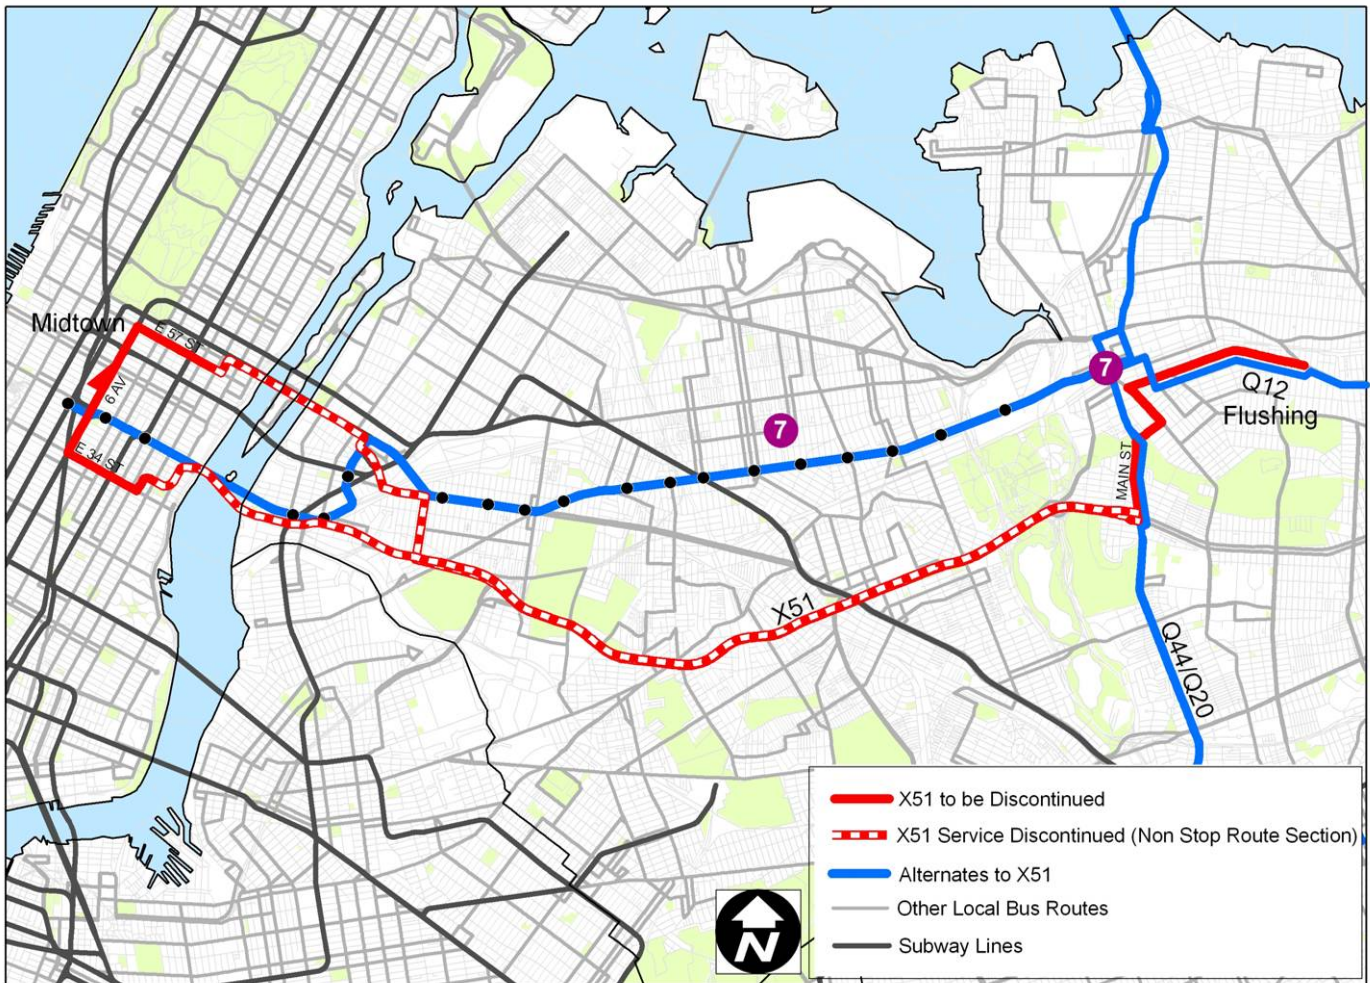 Midtown
E 57 ST
6 AV
E 34 ST
7
7
Q12
Flushing
MAIN ST
X51
Q44/Q20
X51 to be Discontinued
X51 Service Discontinued (Non Stop Route Section)
Alternates to X51
Other Local Bus Routes
Subway Lines
N